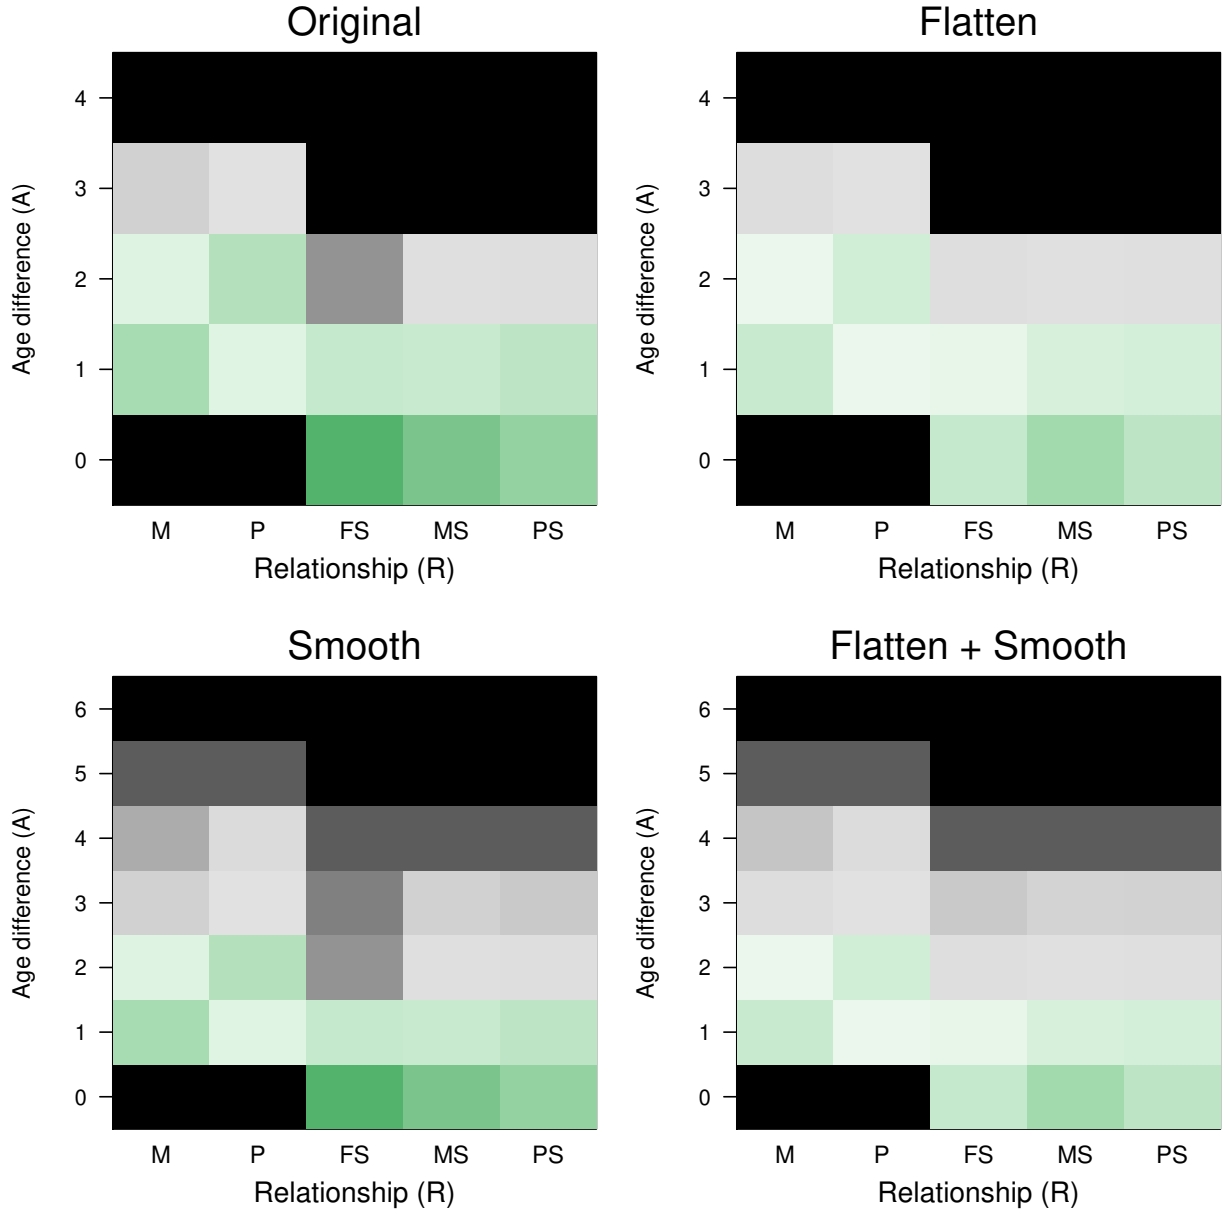 Original
Age difference (A)
4
3
2
1
0
M P FS MS PS
Relationship (R)
Flatten
Age difference (A)
4
3
2
1
0
M P FS MS PS
Relationship (R)
Smooth
Age difference (A)
6
5
4
3
2
1
0
M P FS MS PS
Relationship (R)
Flatten + Smooth
Age difference (A)
6
5
4
3
2
1
0
M P FS MS PS
Relationship (R)